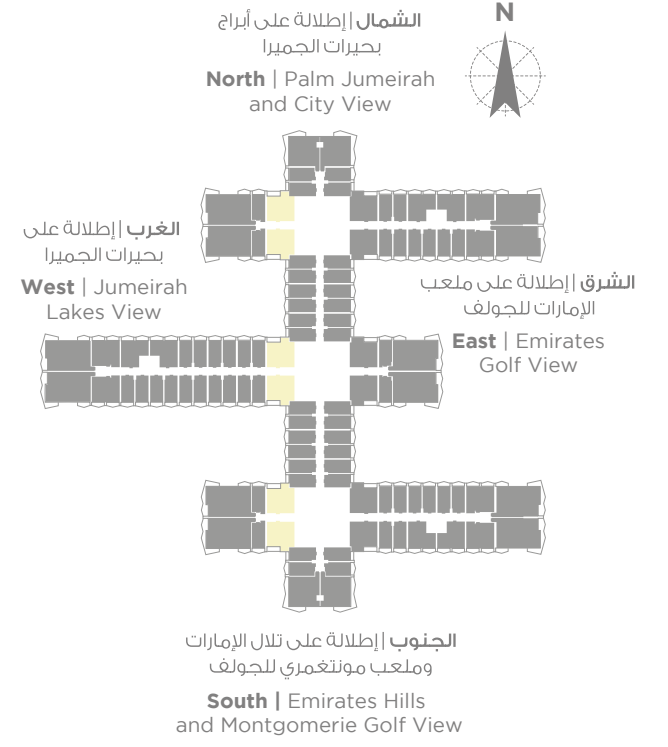 الشمال | إطلالة على أبراج
بحيرات الجميرا
North | Palm Jumeirah
and City View
N
الغرب | إطلالة على
بحيرات الجميرا
West | Jumeirah
Lakes View
الشرق | إطلالة على ملعب
الإمارات للجولف
East | Emirates
Golf View
الجنوب | إطلالة على تلال الإمارات
وملعب مونتغمري للجولف
South | Emirates Hills
and Montgomerie Golf View